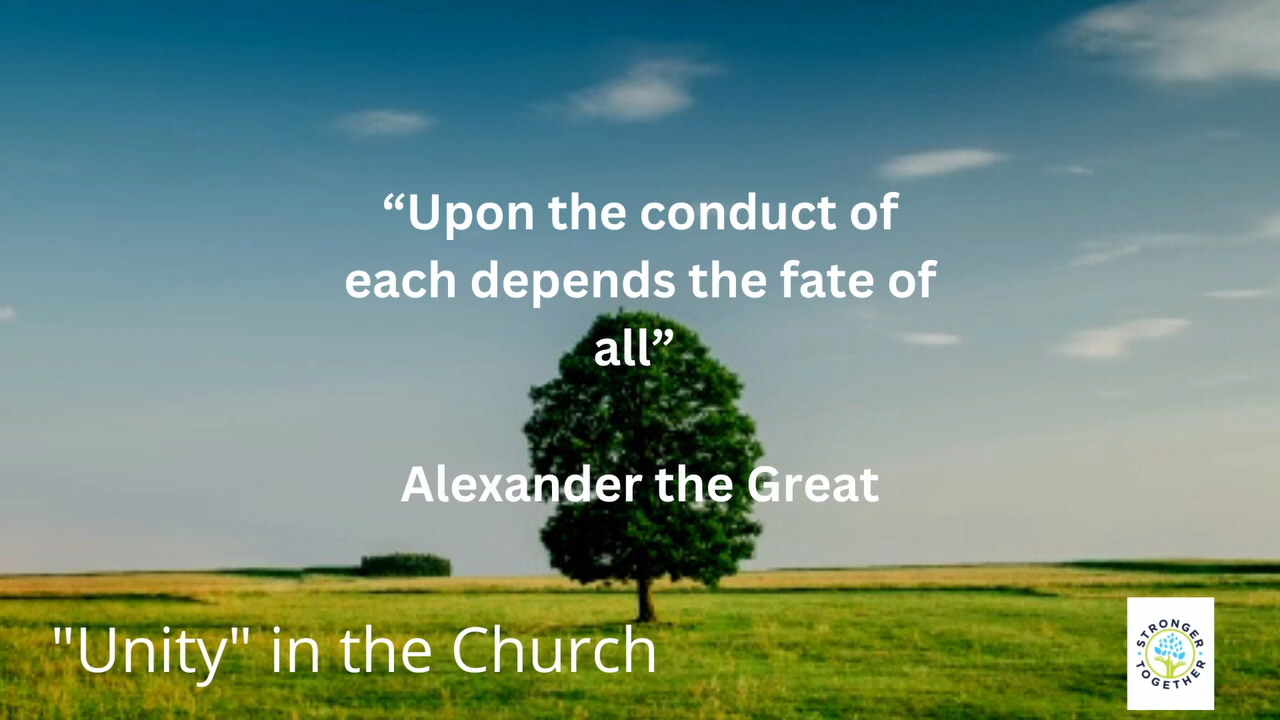 “Upon the conduct of
each depends the fate of
all”
Alexander the Great
"Unity" in the Church
STRONGER
TOGETHER